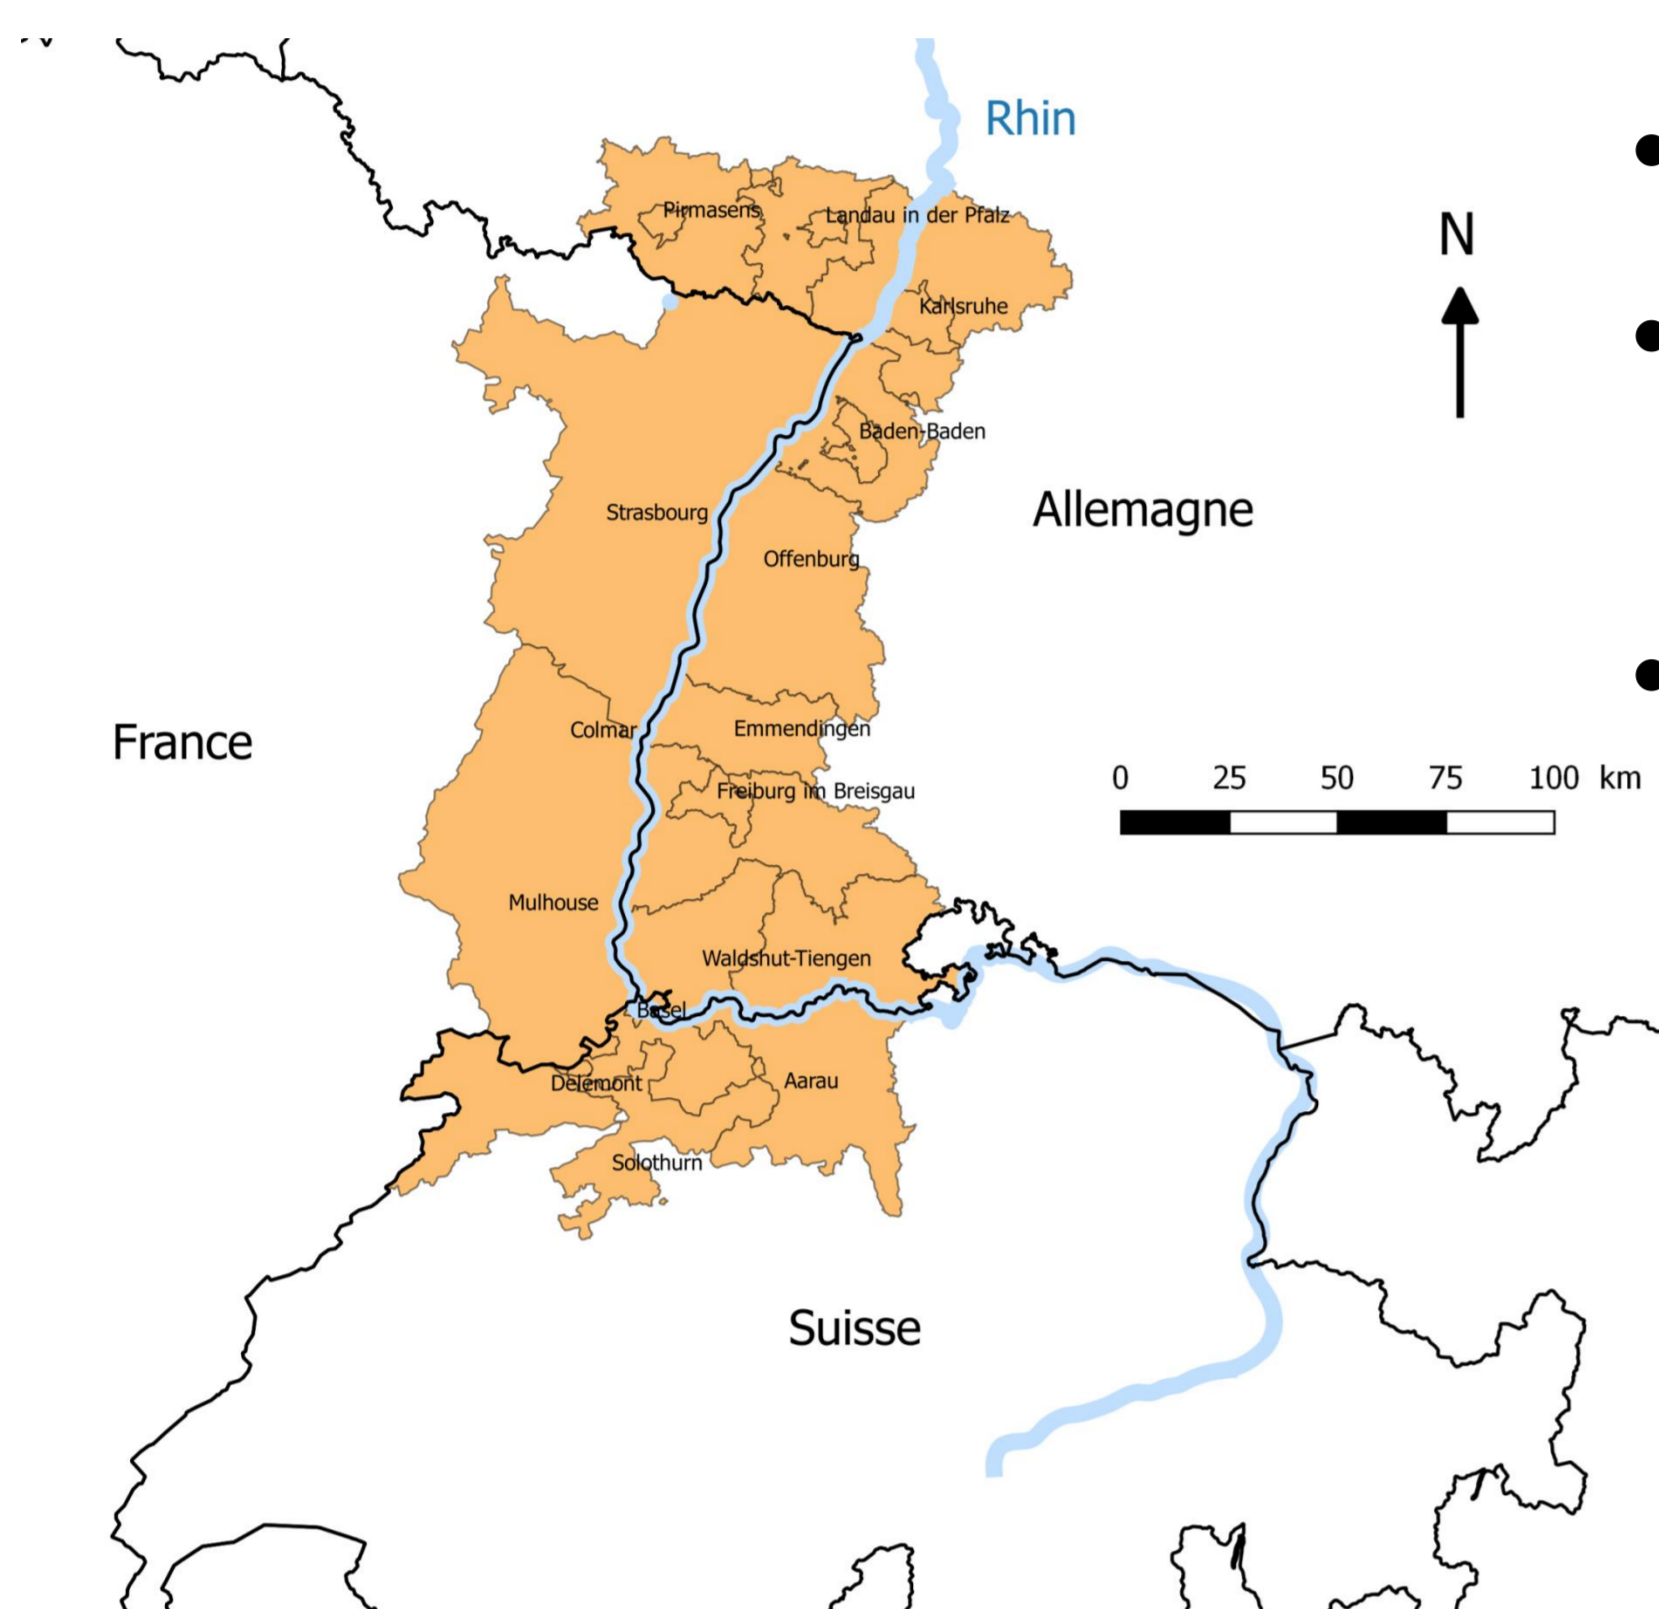 Rhin
Pirmasens
Landau in der Pfalz
N
Karlsruhe
Baden-Baden
Allemagne
Strasbourg
Offenburg
France
Colmar
Emmendingen
0 25 50 75 100 km
Freiburg im Breisgau
Mulhouse
Waldshut-Tiengen
Basel
Delémont
Aarau
Solothurn
Suisse